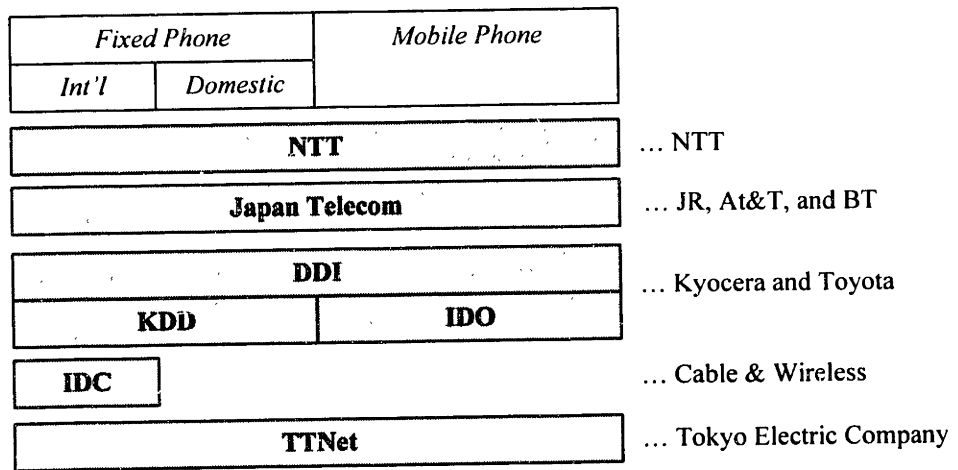 Fixed Phone Mobile Phone
Int'l Domestic
NTT ... NTT
Japan Telecom ... JR, At&T, and BT
DDI
... Kyocera and Toyota
KDD IDO
IDC ... Cable & Wireless
TTNet ... Tokyo Electric Company